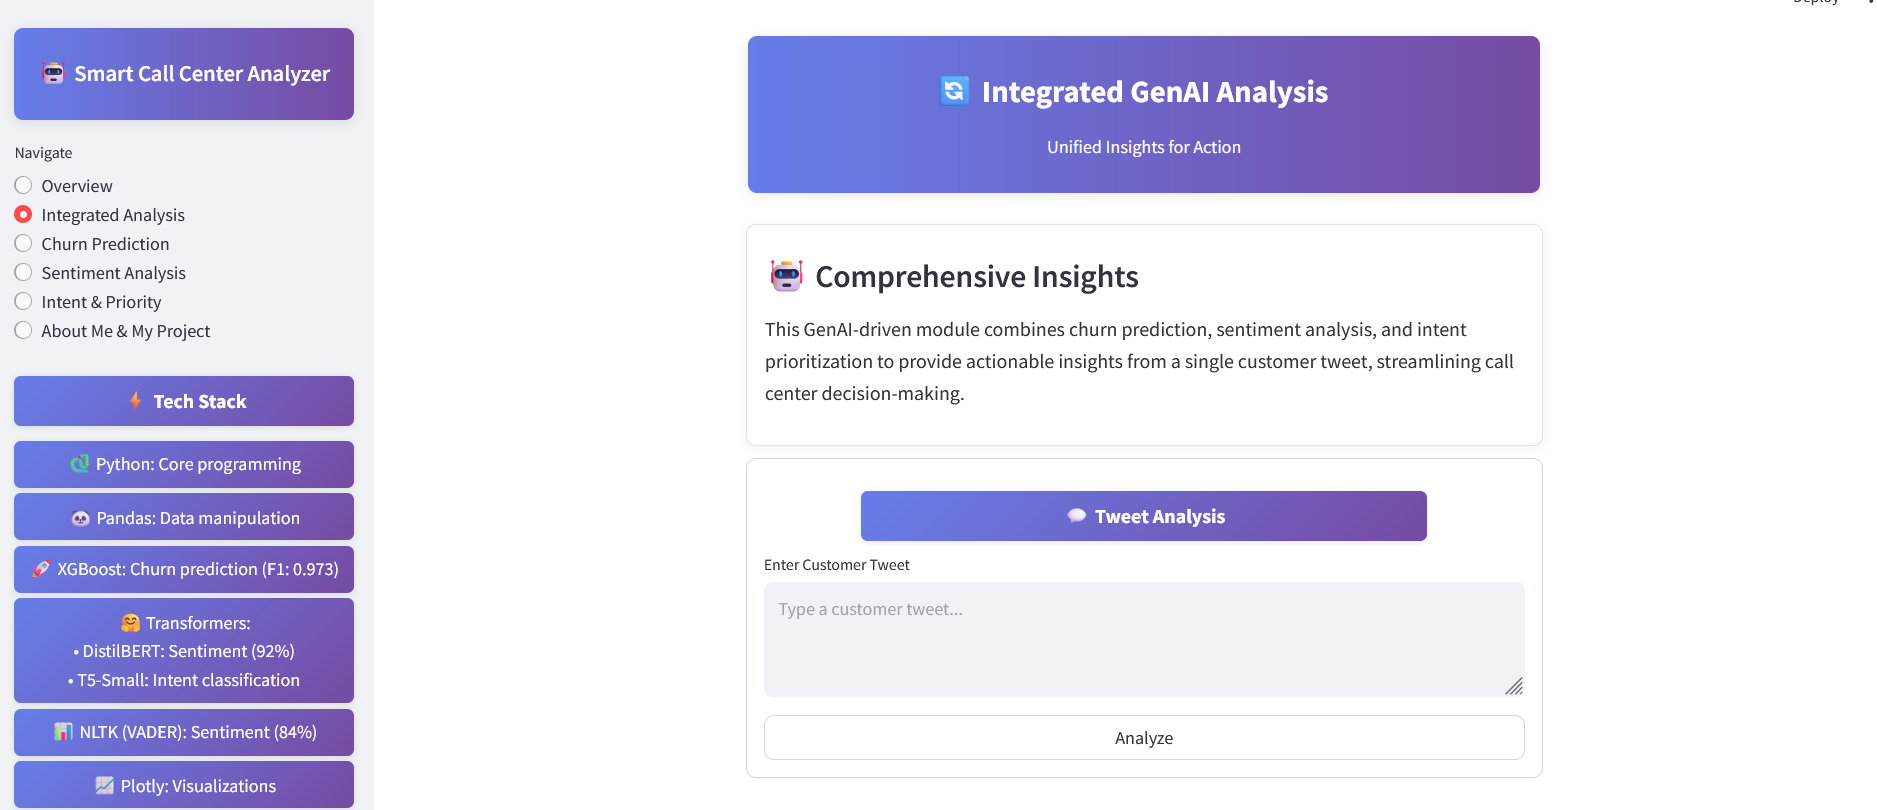 Deploy
Smart Call Center Analyzer
Navigate
Overview
Integrated Analysis
Churn Prediction
Sentiment Analysis
Intent & Priority
About Me & My Project
Tech Stack
Python: Core programming
Pandas: Data manipulation
XGBoost: Churn prediction (F1: 0.973)
Transformers:
• DistilBERT: Sentiment (92%)
• T5-Small: Intent classification
NLTK (VADER): Sentiment (84%)
Plotly: Visualizations
Integrated GenAI Analysis
Unified Insights for Action
Comprehensive Insights
This GenAI-driven module combines churn prediction, sentiment analysis, and intent
prioritization to provide actionable insights from a single customer tweet, streamlining call
center decision-making.
Tweet Analysis
Enter Customer Tweet
Type a customer tweet...
Analyze